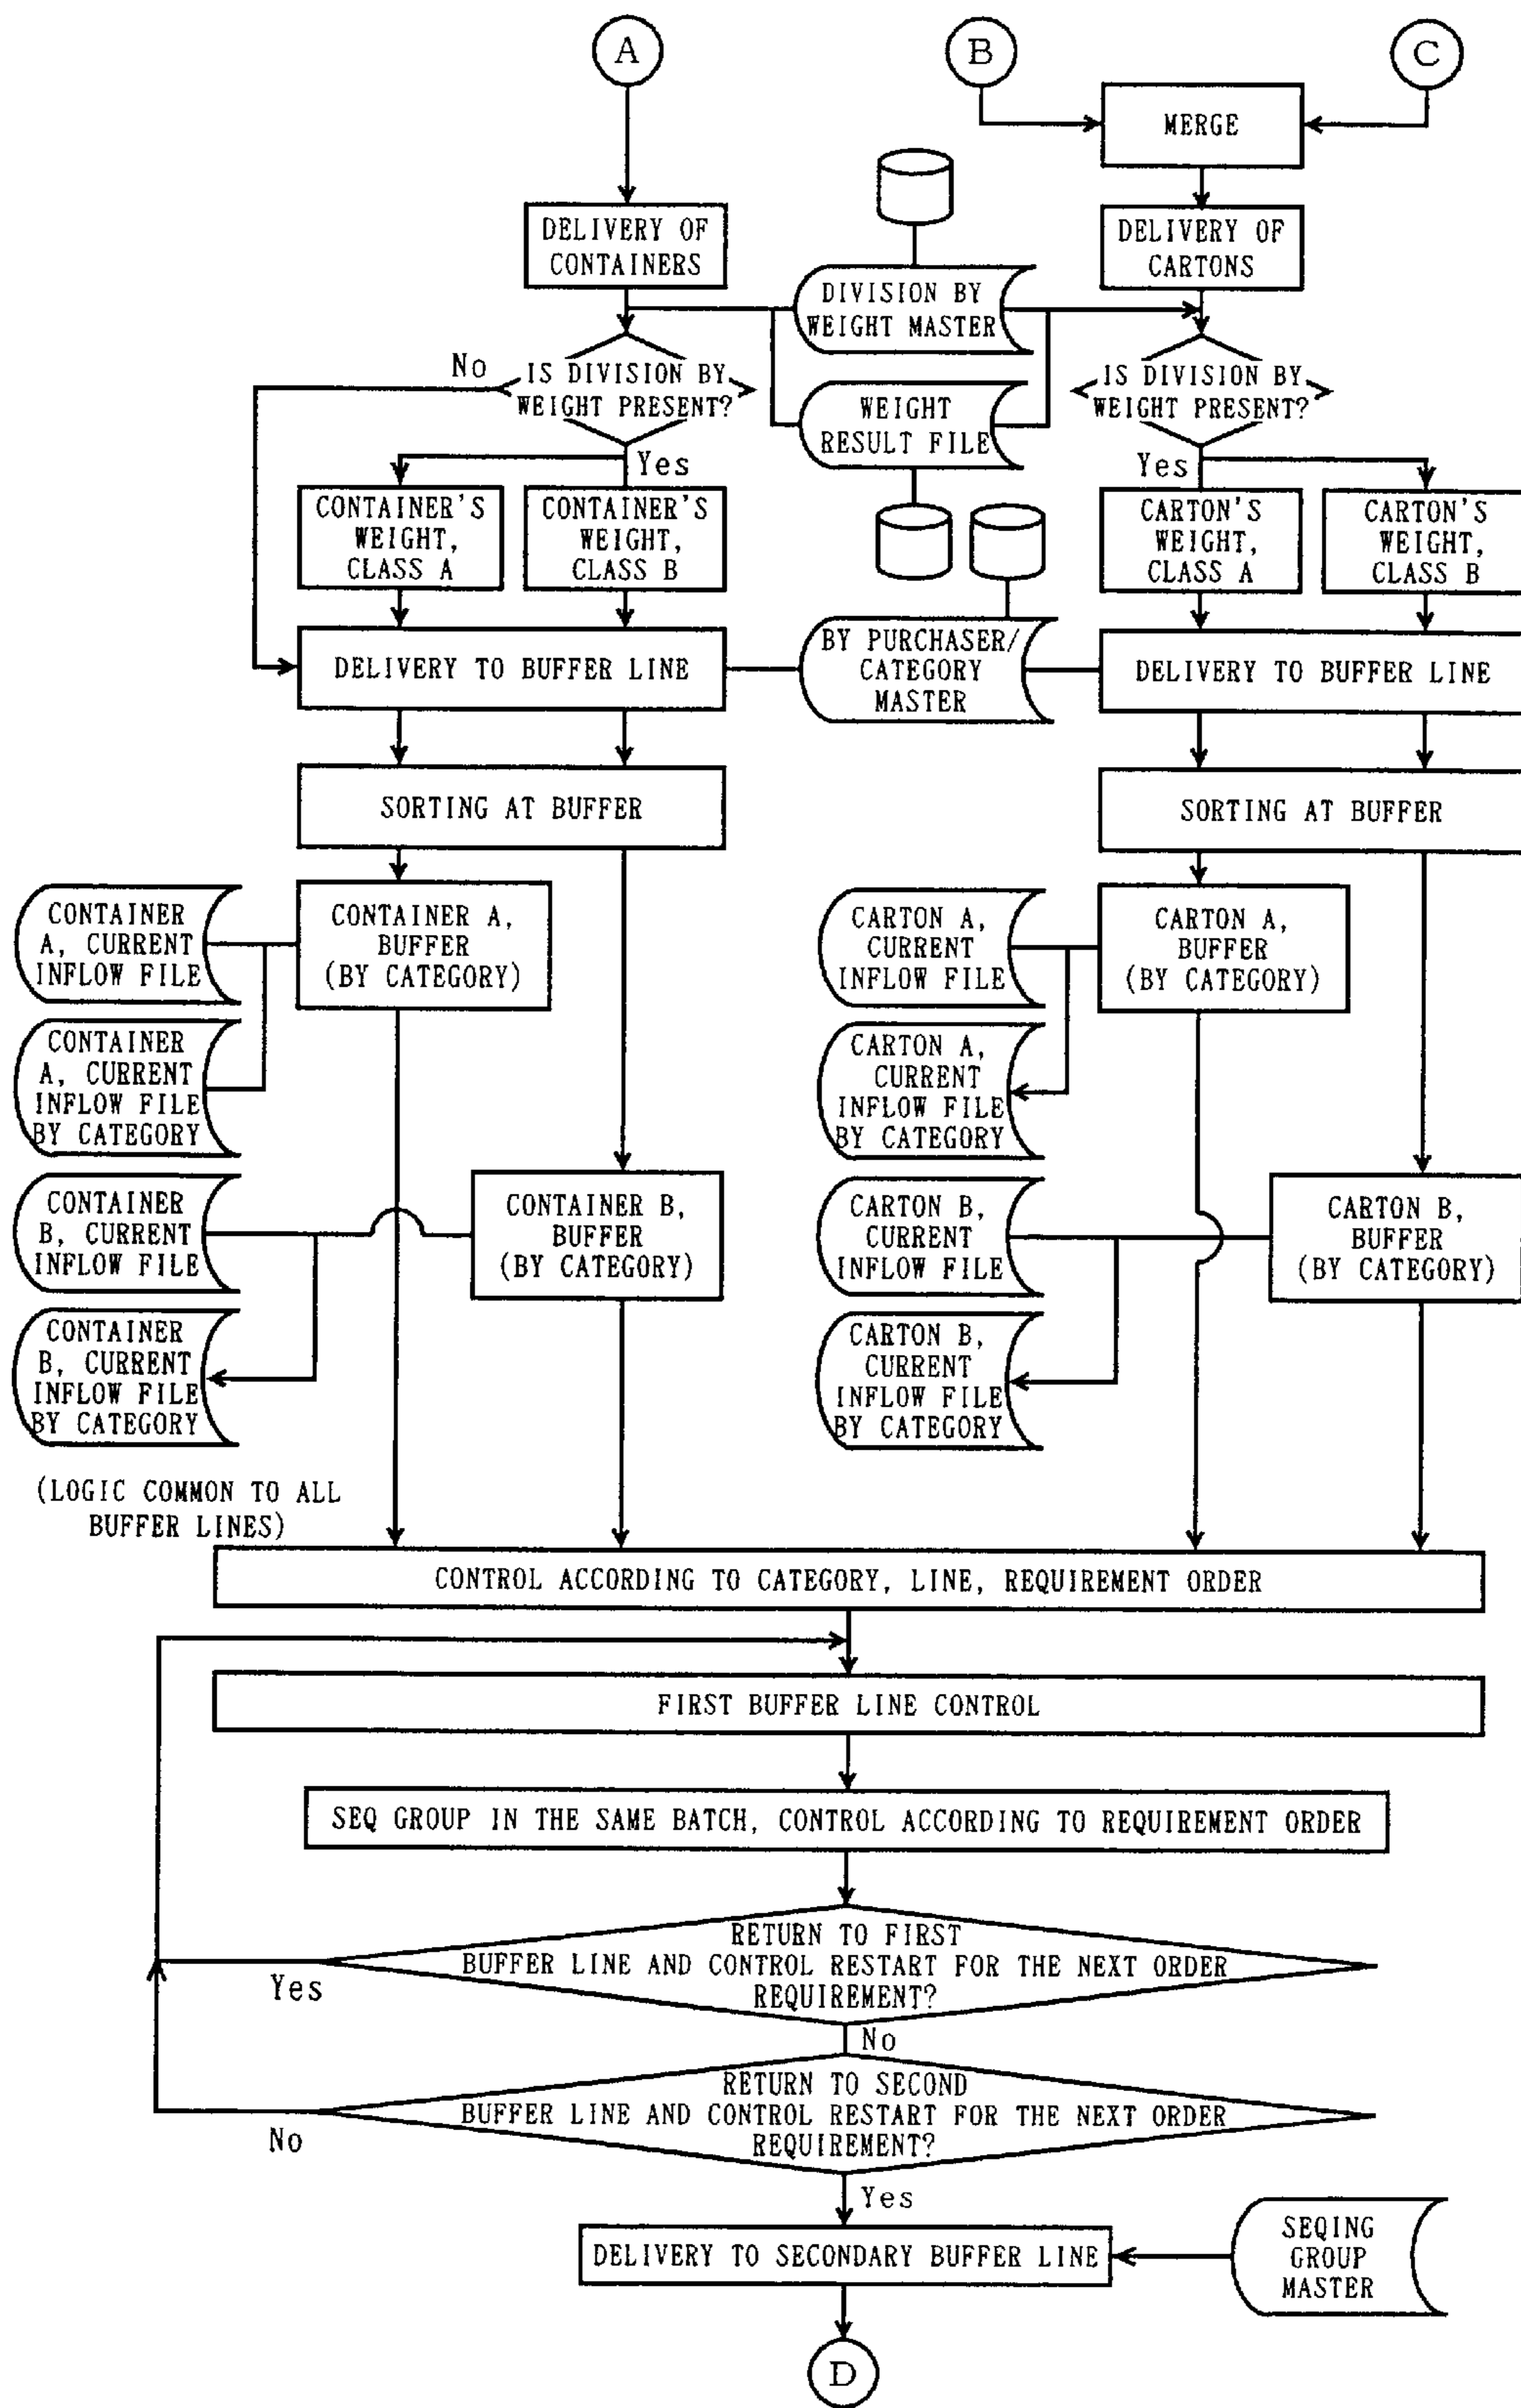 A
B
C
MERGE
DELIVERY OF
CONTAINERS
DELIVERY OF
CARTONS
DIVISION BY
WEIGHT MASTER
No
IS DIVISION BY
WEIGHT PRESENT?
WEIGHT
RESULT FILE
IS DIVISION BY
WEIGHT PRESENT?
Yes
Yes
CONTAINER'S
WEIGHT,
CLASS A
CONTAINER'S
WEIGHT,
CLASS B
CARTON'S
WEIGHT,
CLASS A
CARTON'S
WEIGHT,
CLASS B
DELIVERY TO BUFFER LINE
BY PURCHASER/
CATEGORY
MASTER
DELIVERY TO BUFFER LINE
SORTING AT BUFFER
SORTING AT BUFFER
CONTAINER
A, CURRENT
INFLOW FILE
CONTAINER A,
BUFFER
(BY CATEGORY)
CARTON A,
CURRENT
INFLOW FILE
CARTON A,
BUFFER
(BY CATEGORY)
CONTAINER
A, CURRENT
INFLOW FILE
BY CATEGORY
CARTON A,
CURRENT
INFLOW FILE
BY CATEGORY
CONTAINER
B, CURRENT
INFLOW FILE
CONTAINER B,
BUFFER
(BY CATEGORY)
CARTON B,
CURRENT
INFLOW FILE
CARTON B,
BUFFER
(BY CATEGORY)
CONTAINER
B, CURRENT
INFLOW FILE
BY CATEGORY
CARTON B,
CURRENT
INFLOW FILE
BY CATEGORY
(LOGIC COMMON TO ALL
BUFFER LINES)
CONTROL ACCORDING TO CATEGORY, LINE, REQUIREMENT ORDER
FIRST BUFFER LINE CONTROL
SEQ GROUP IN THE SAME BATCH, CONTROL ACCORDING TO REQUIREMENT ORDER
RETURN TO FIRST
BUFFER LINE AND CONTROL RESTART FOR THE NEXT ORDER
REQUIREMENT?
Yes
No
RETURN TO SECOND
BUFFER LINE AND CONTROL RESTART FOR THE NEXT ORDER
REQUIREMENT?
No
Yes
DELIVERY TO SECONDARY BUFFER LINE
SEQING
GROUP
MASTER
D